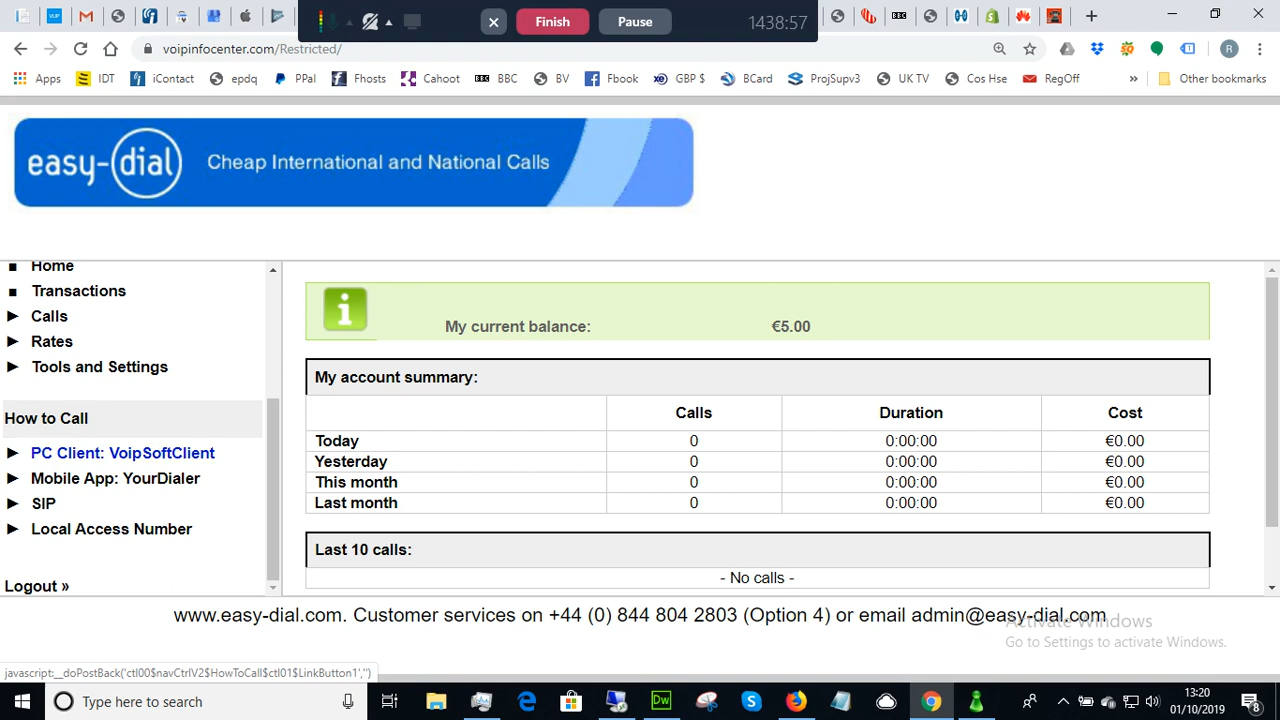 Finish
Pause
1438:57
voipinfocenter.com/Restricted/
R
Apps
IDT
iContact
epdq
PPal
Fhosts
Cahoot
BBC
BBC
BV
Fbook
GBP $
BCard
ProjSupv3
UK TV
Cos Hse
RegOff
»
Other bookmarks
easy-dial
Cheap International and National Calls
Home
Transactions
Calls
Rates
Tools and Settings
How to Call
PC Client: VoipSoftClient
Mobile App: YourDialer
SIP
Local Access Number
Logout »
My current balance: €5.00
My account summary:
Calls Duration Cost
Today 0 0:00:00 €0.00
Yesterday 0 0:00:00 €0.00
This month 0 0:00:00 €0.00
Last month 0 0:00:00 €0.00
Last 10 calls:
- No calls -
www.easy-dial.com. Customer services on +44 (0) 844 804 2803 (Option 4) or email admin@easy-dial.com
Activate Windows
Go to Settings to activate Windows.
javascript:__doPostBack('ctl00$navCtrlV2$HowToCall$ctl01$LinkButton1','')
Type here to search
Dw
13:20
01/10/2019
8